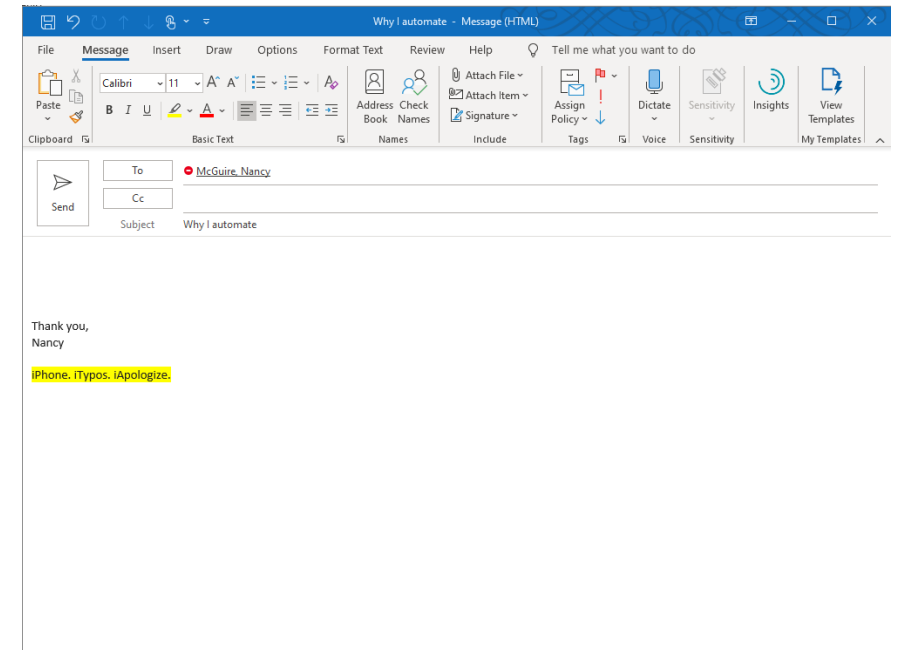 Why I automate - Message (HTML)
File Message Insert Draw Options Format Text Review Help Tell me what you want to do
Paste
Clipboard
Calibri 11
B I U A
Basic Text
Address Book
Check Names
Names
Attach File
Attach Item
Signature
Include
Assign Policy
Tags
Dictate
Voice
Sensitivity
Sensitivity
Insights
View Templates
My Templates
Send
To McGuire, Nancy
Cc
Subject Why I automate
Thank you,
Nancy
iPhone. iTypos. iApologize.